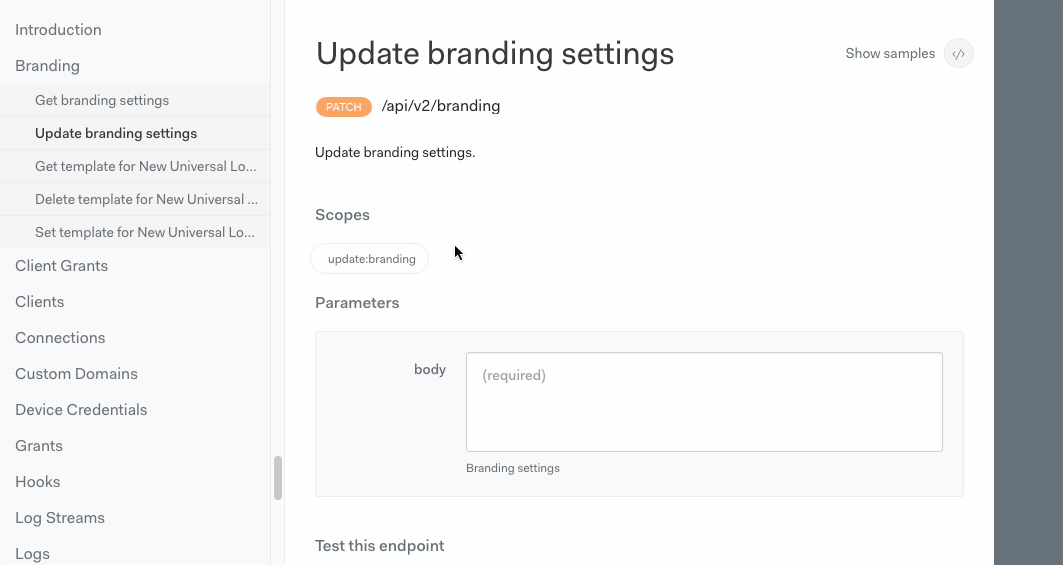 Introduction
Branding
Get branding settings
Update branding settings
Get template for New Universal Lo...
Delete template for New Universal ...
Set template for New Universal Lo...
Client Grants
Clients
Connections
Custom Domains
Device Credentials
Grants
Hooks
Log Streams
Logs
Update branding settings
Show samples </>
PATCH /api/v2/branding
Update branding settings.
Scopes
update:branding
Parameters
body
(required)
Branding settings
Test this endpoint